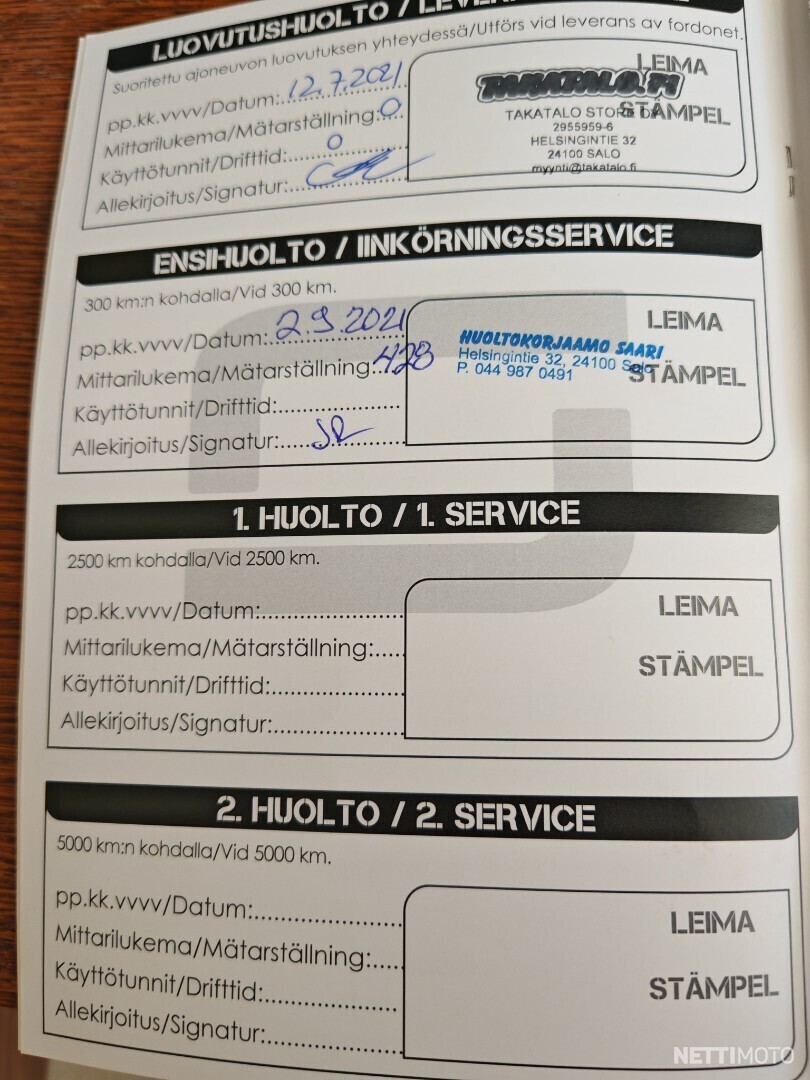 LUOVUTUSHUOLTO /
Suoritettu ajoneuvon luovutuksen yhteydessä/Utförs vid leverans av fordonet.
pp.kk.vvvv/Datum: 12.7.2021
Mittarilukema/Mätarställning: 0
Käyttötunnit/Drifttid: 0
Allekirjoitus/Signatur:
LEIMA
STÄMPEL
TAKATALO.FI
TAKATALO STORE OY
2955959-6
HELSINGINTIE 32
24100 SALO
myynti@takatalo.fi
ENSIHUOLTO / IINKÖRNINGSSERVICE
300 km:n kohdalla/Vid 300 km.
pp.kk.vvvv/Datum: 2.9.2021
Mittarilukema/Mätarställning: 428
Käyttötunnit/Drifttid:
Allekirjoitus/Signatur:
LEIMA
STÄMPEL
HUOLTOKORJAAMO SAARI
Helsingintie 32, 24100 Salo
P. 044 987 0491
1. HUOLTO / 1. SERVICE
2500 km kohdalla/Vid 2500 km.
pp.kk.vvvv/Datum:
Mittarilukema/Mätarställning:
Käyttötunnit/Drifttid:
Allekirjoitus/Signatur:
LEIMA
STÄMPEL
2. HUOLTO / 2. SERVICE
5000 km:n kohdalla/Vid 5000 km.
pp.kk.vvvv/Datum:
Mittarilukema/Mätarställning:
Käyttötunnit/Drifttid:
Allekirjoitus/Signatur:
LEIMA
STÄMPEL
NETTIMOTO